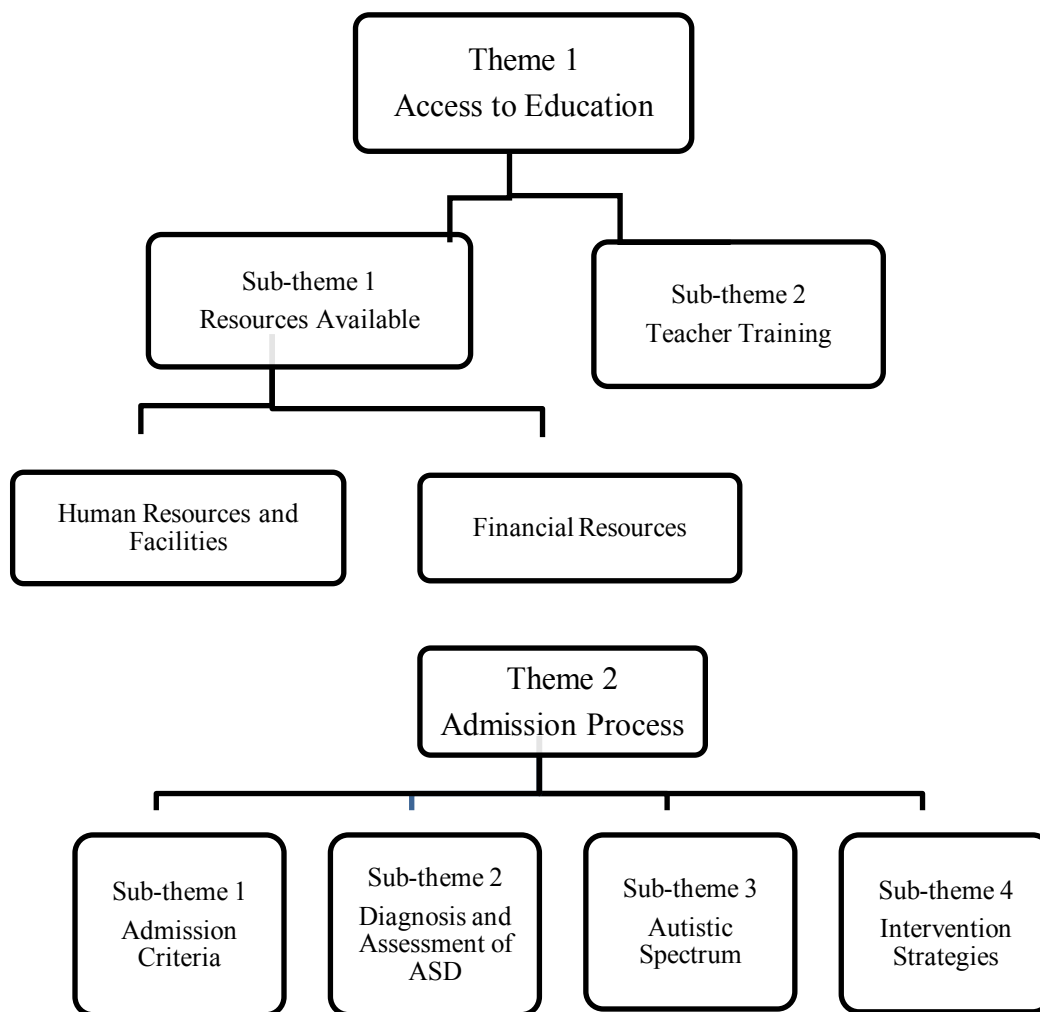 Theme 1
Access to Education
Sub-theme 1
Resources Available
Sub-theme 2
Teacher Training
Human Resources and
Facilities
Financial Resources
Theme 2
Admission Process
Sub-theme 1
Admission
Criteria
Sub-theme 2
Diagnosis and
Assessment of
ASD
Sub-theme 3
Autistic
Spectrum
Sub-theme 4
Intervention
Strategies